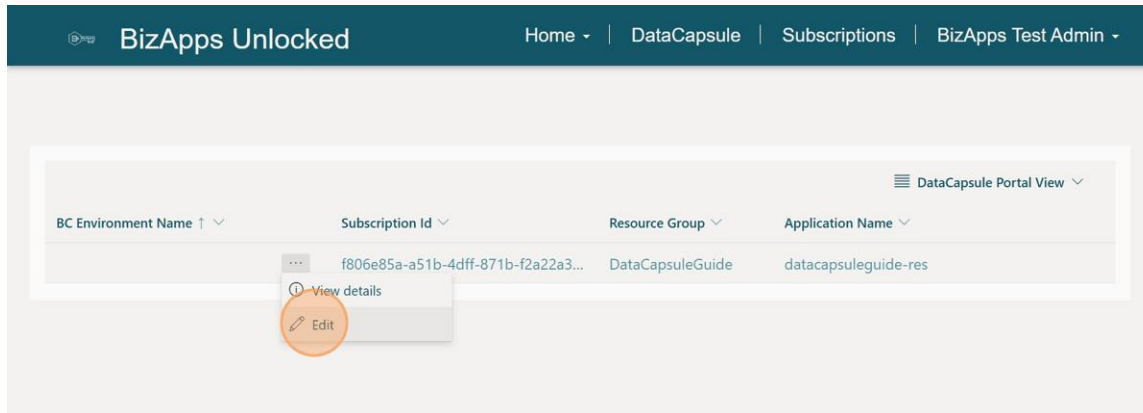 BizApps Unlocked Home DataCapsule Subscriptions BizApps Test Admin
DataCapsule Portal View
BC Environment Name ↑ Subscription Id Resource Group Application Name
... f806e85a-a51b-4dff-871b-f2a22a3... DataCapsuleGuide datacapsuleguide-res
View details
Edit